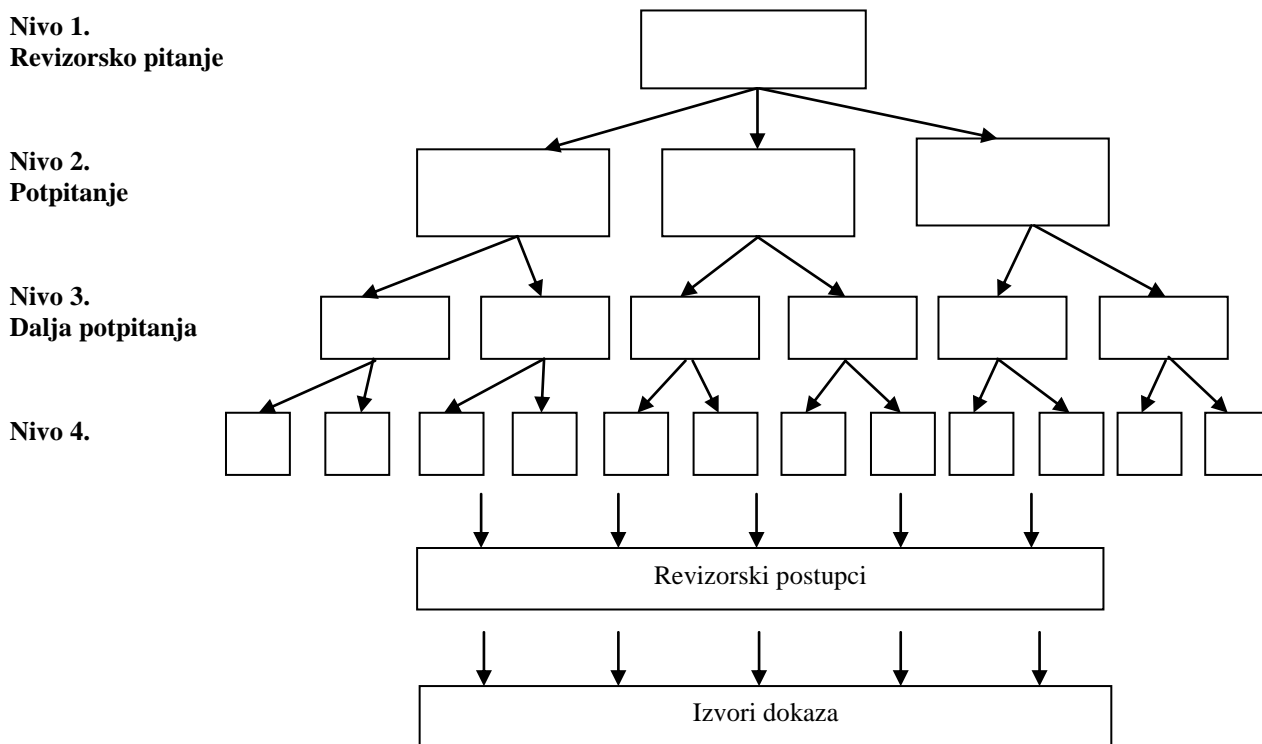 Nivo 1.
Revizorsko pitanje
Nivo 2.
Potpitanje
Nivo 3.
Dalja potpitanja
Nivo 4.
Revizorski postupci
Izvori dokaza